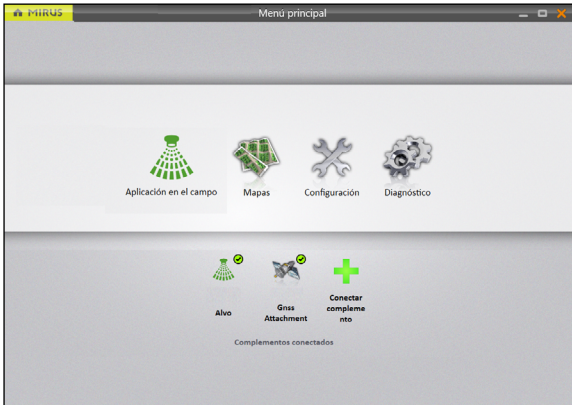 MIRUS
Menú principal
Aplicación en el campo
Mapas
Configuración
Diagnóstico
Alvo
Gnss
Attachment
Conectar
compleme
nto
Complementos conectados